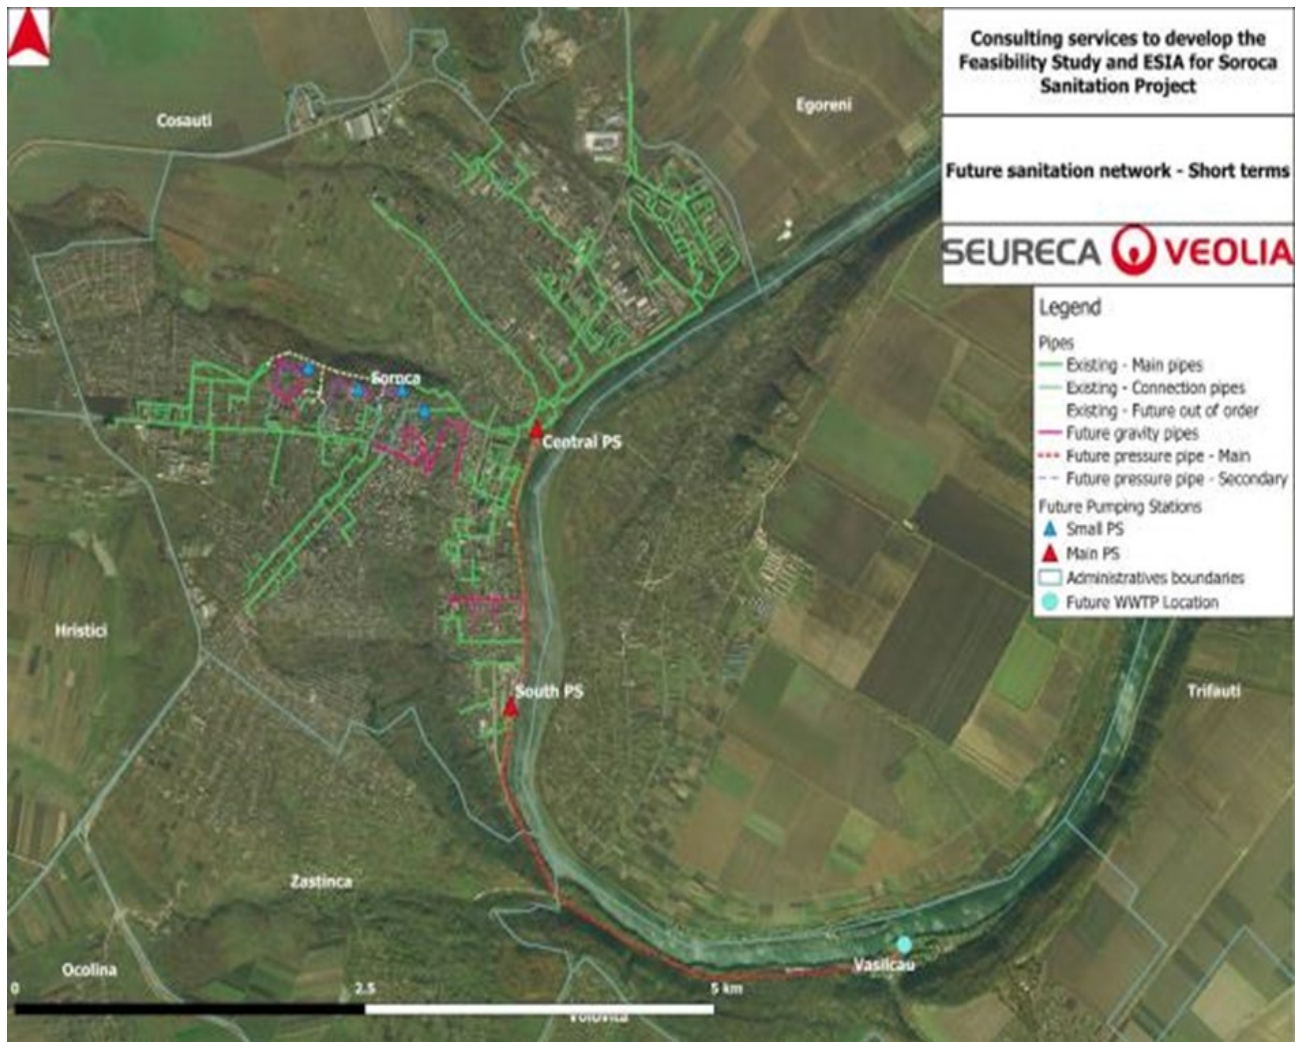 Consulting services to develop the
Feasibility Study and ESIA for Soroca
Sanitation Project
Future sanitation network - Short terms
SEURECA VEOLIA
Legend
Pipes
Existing - Main pipes
Existing - Connection pipes
Existing - Future out of order
Future gravity pipes
Future pressure pipe - Main
Future pressure pipe - Secondary
Future Pumping Stations
Small PS
Main PS
Administratives boundaries
Future WWTP Location
Cosauti
Egoreni
Soroca
Central PS
Hristici
South PS
Trifauti
Zastinca
Vasilcau
Ocolina
0 2.5 5 km
Volovita